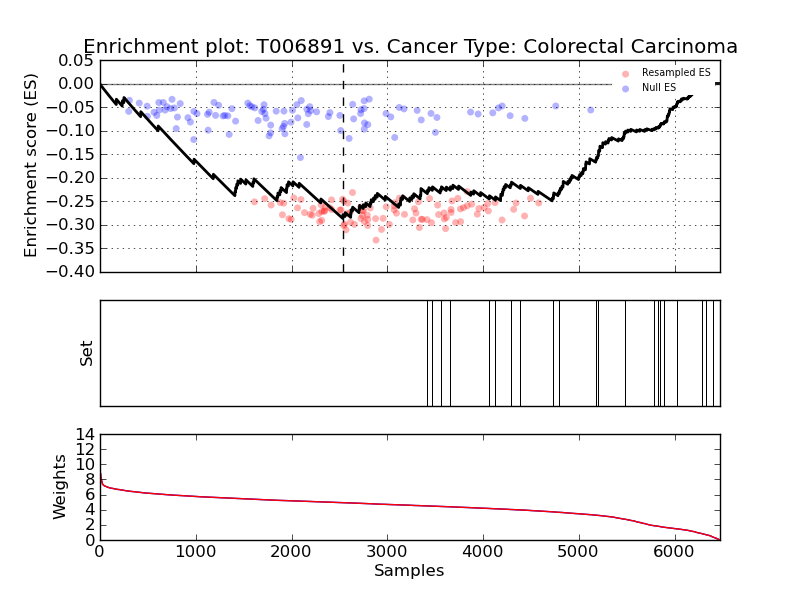 Enrichment plot: T006891 vs. Cancer Type: Colorectal Carcinoma
Enrichment score (ES)
0.05
0.00
−0.05
−0.10
−0.15
−0.20
−0.25
−0.30
−0.35
−0.40
Resampled ES
Null ES
Set
Weights
14
12
10
8
6
4
2
0
0 1000 2000 3000 4000 5000 6000
Samples